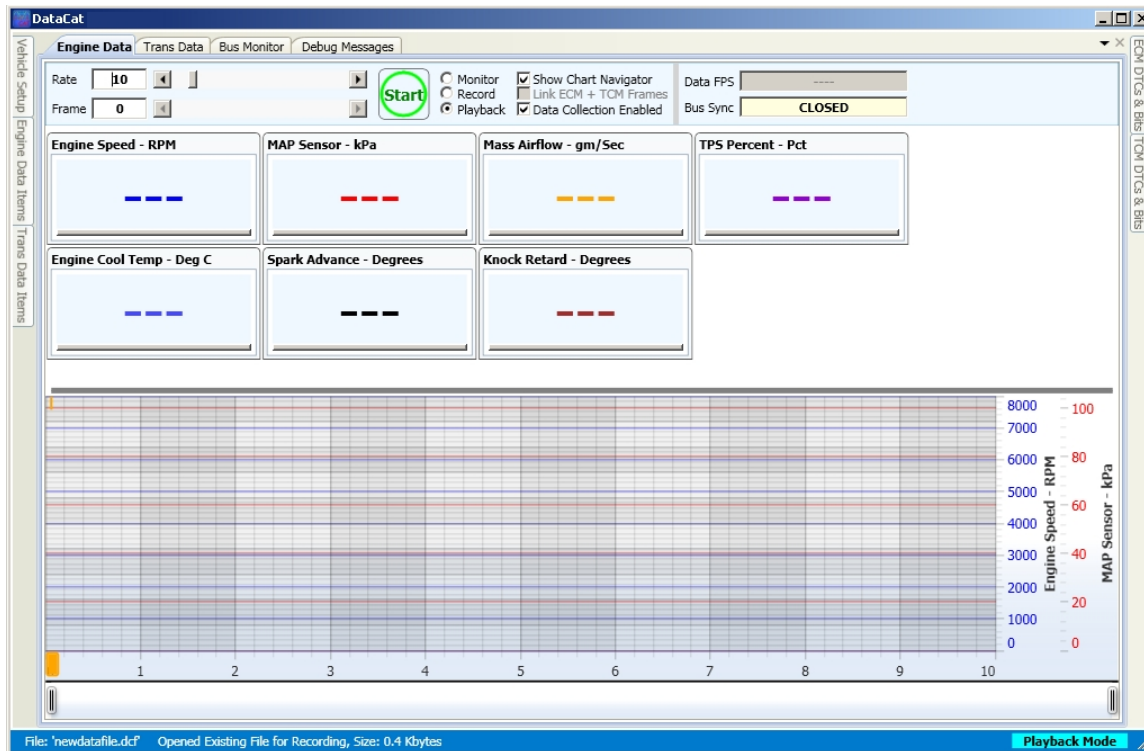 DataCat
Engine Data Trans Data Bus Monitor Debug Messages
Vehicle Setup
Engine Data Items
Trans Data Items
ECM DTCs & Bits
TCM DTCs & Bits
Rate 10
Frame 0
Start
Monitor
Record
Playback
Show Chart Navigator
Link ECM + TCM Frames
Data Collection Enabled
Data FPS ----
Bus Sync CLOSED
Engine Speed - RPM MAP Sensor - kPa Mass Airflow - gm/Sec TPS Percent - Pct
--- --- --- ---
Engine Cool Temp - Deg C Spark Advance - Degrees Knock Retard - Degrees
--- --- ---
8000 100
7000
6000 80
5000
60
4000
3000 40
2000
20
1000
0 0
Engine Speed - RPM
MAP Sensor - kPa
1 2 3 4 5 6 7 8 9 10
File: 'newdatafile.dcf' Opened Existing File for Recording, Size: 0.4 Kbytes Playback Mode